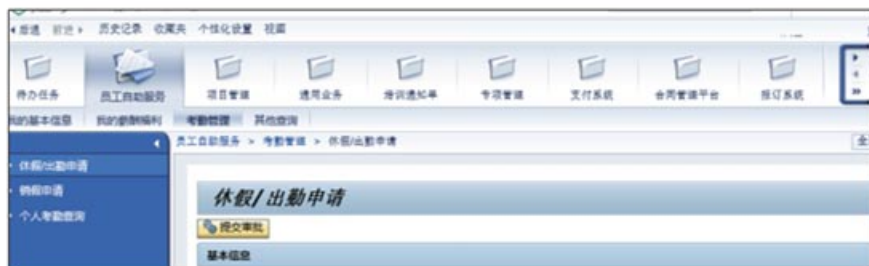 后退 前进 历史记录 收藏夹 个性化设置 视图
待办任务 员工自助服务 项目管理 通用业务 培训通知单 专项管理 支付系统 合同管理平台 报订系统
我的基本信息 我的薪酬福利 考勤管理 其他查询
员工自助服务 > 考勤管理 > 休假/出勤申请
全
休假/出勤申请
销假申请
个人考勤查询
休假/出勤申请
提交审批
基本信息